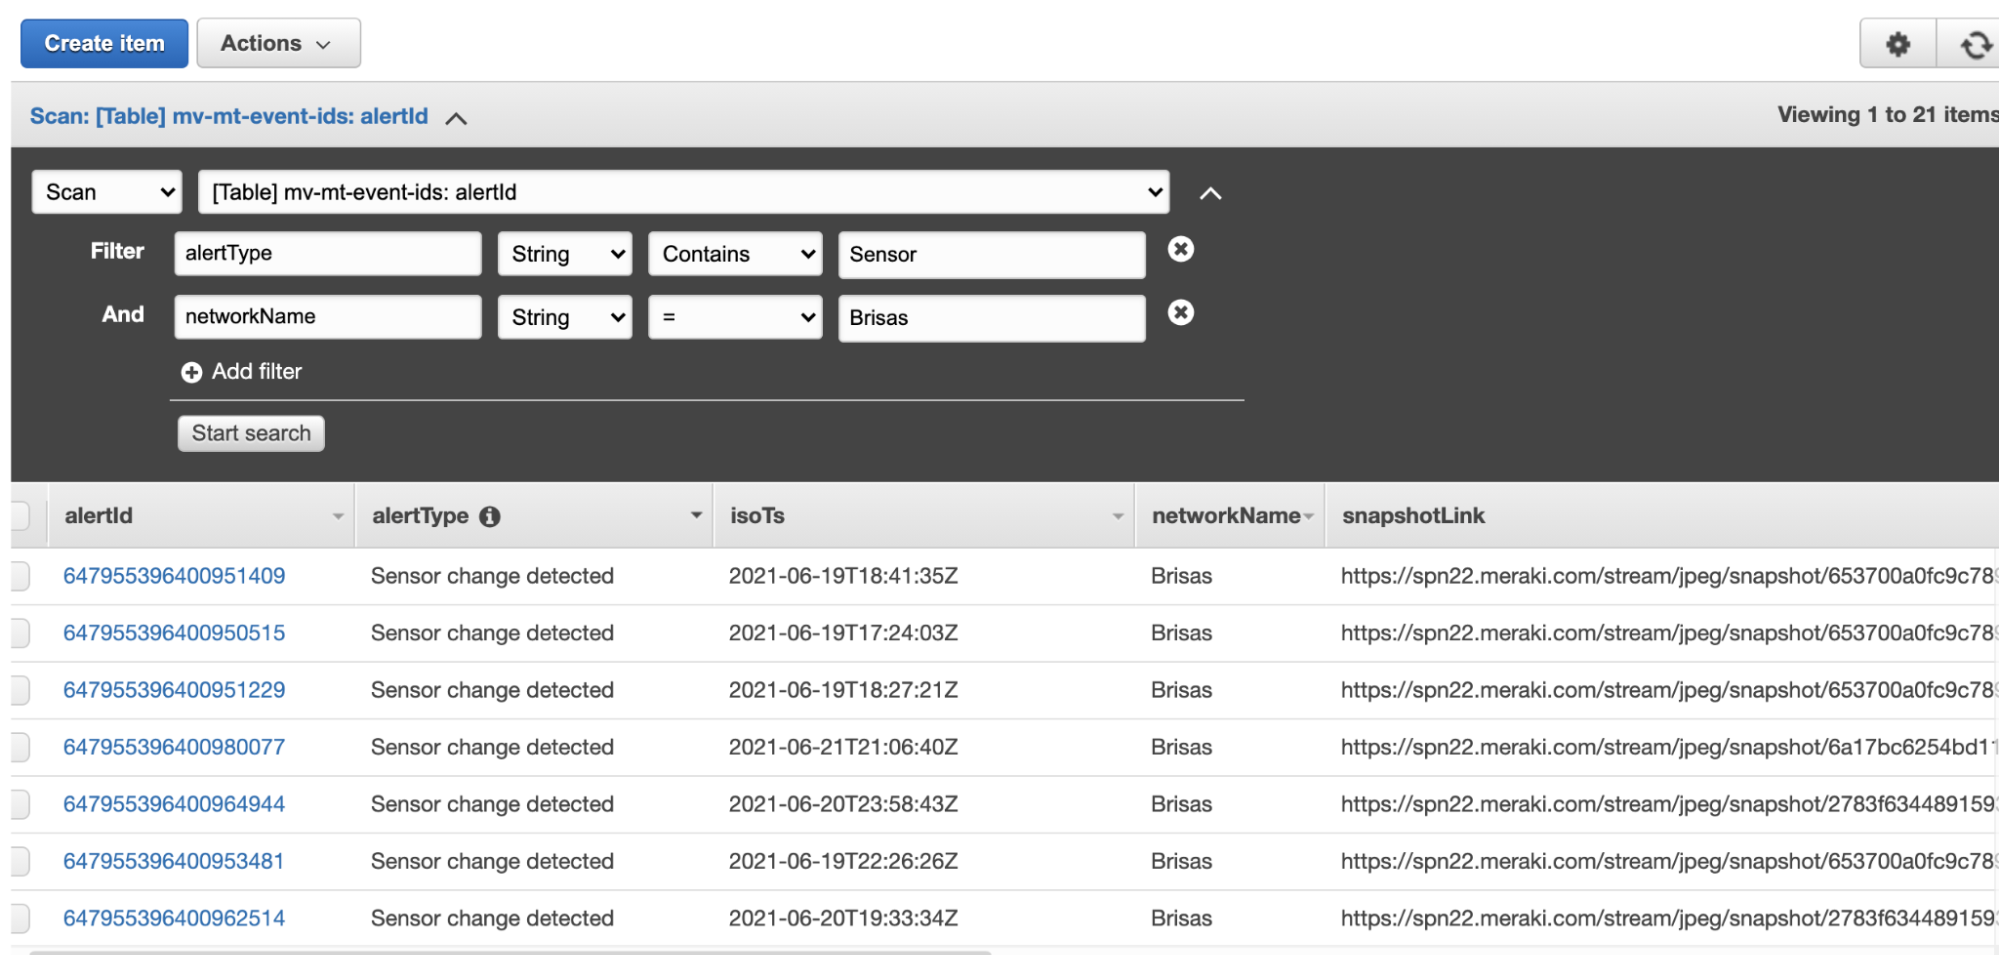 Create item Actions
Scan: [Table] mv-mt-event-ids: alertId Viewing 1 to 21 items
Scan [Table] mv-mt-event-ids: alertId
Filter alertType String Contains Sensor
And networkName String = Brisas
Add filter
Start search
alertId alertType isoTs networkName snapshotLink
647955396400951409 Sensor change detected 2021-06-19T18:41:35Z Brisas https://spn22.meraki.com/stream/jpeg/snapshot/653700a0fc9c789
647955396400950515 Sensor change detected 2021-06-19T17:24:03Z Brisas https://spn22.meraki.com/stream/jpeg/snapshot/653700a0fc9c789
647955396400951229 Sensor change detected 2021-06-19T18:27:21Z Brisas https://spn22.meraki.com/stream/jpeg/snapshot/653700a0fc9c789
647955396400980077 Sensor change detected 2021-06-21T21:06:40Z Brisas https://spn22.meraki.com/stream/jpeg/snapshot/6a17bc6254bd11
647955396400964944 Sensor change detected 2021-06-20T23:58:43Z Brisas https://spn22.meraki.com/stream/jpeg/snapshot/2783f634489159
647955396400953481 Sensor change detected 2021-06-19T22:26:26Z Brisas https://spn22.meraki.com/stream/jpeg/snapshot/653700a0fc9c789
647955396400962514 Sensor change detected 2021-06-20T19:33:34Z Brisas https://spn22.meraki.com/stream/jpeg/snapshot/2783f634489159